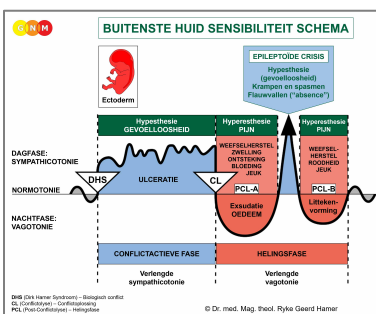 CNM
BUITENSTE HUID SENSIBILITEIT SCHEMA
EPILEPTOÏDE CRISIS
Hypesthesie
(gevoelloosheid)
Krampen en spasmen
Flauwvallen ("absence")
Ectoderm
Hypesthesie
GEVOELLOOSHEID
Hyperesthesie
PIJN
Hyperesthesie
PIJN
DAGFASE:
SYMPATHICOTONIE
WEEFSELHERSTEL
ZWELLING
ONTSTEKING
BLOEDING
JEUK
WEEFSEL-
HERSTEL
ROODHEID
JEUK
DHS
ULCERATIE
CL
NORMOTONIE
PCL-A
PCL-B
NACHTFASE:
VAGOTONIE
Exsudatie
OEDEEM
Litteken-
vorming
CONFLICTACTIEVE FASE
HELINGSFASE
Verlengde
sympathicotonie
Verlengde
vagotonie
DHS (Dirk Hamer Syndroom) – Biologisch conflict
CL (Conflictolyse) – Conflictoplossing
PCL (Post-Conflictolyse) – Helingsfase
© Dr. med. Mag. theol. Ryke Geerd Hamer